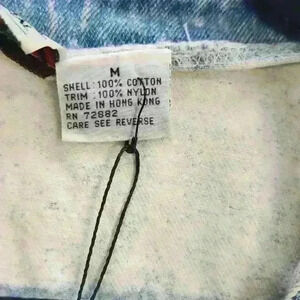 M
SHELL: 100% COTTON
TRIM : 100% NYLON
MADE IN HONG KONG
RN 72882
CARE SEE REVERSE